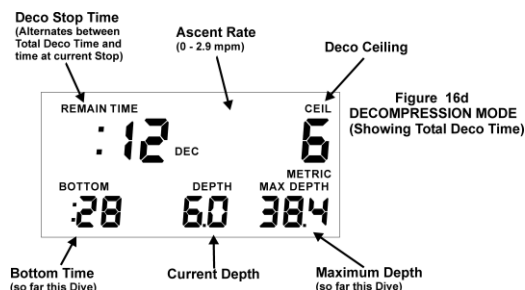 Deco Stop Time
(Alternates between
Total Deco Time and
time at current Stop)
Ascent Rate
(0 - 2.9 mpm)
Deco Ceiling
Figure 16d
DECOMPRESSION MODE
(Showing Total Deco Time)
REMAIN TIME
CEIL
:12 DEC
6
METRIC
BOTTOM DEPTH MAX DEPTH
:28 6.0 38.4
Bottom Time
(so far this Dive)
Current Depth
Maximum Depth
(so far this Dive)